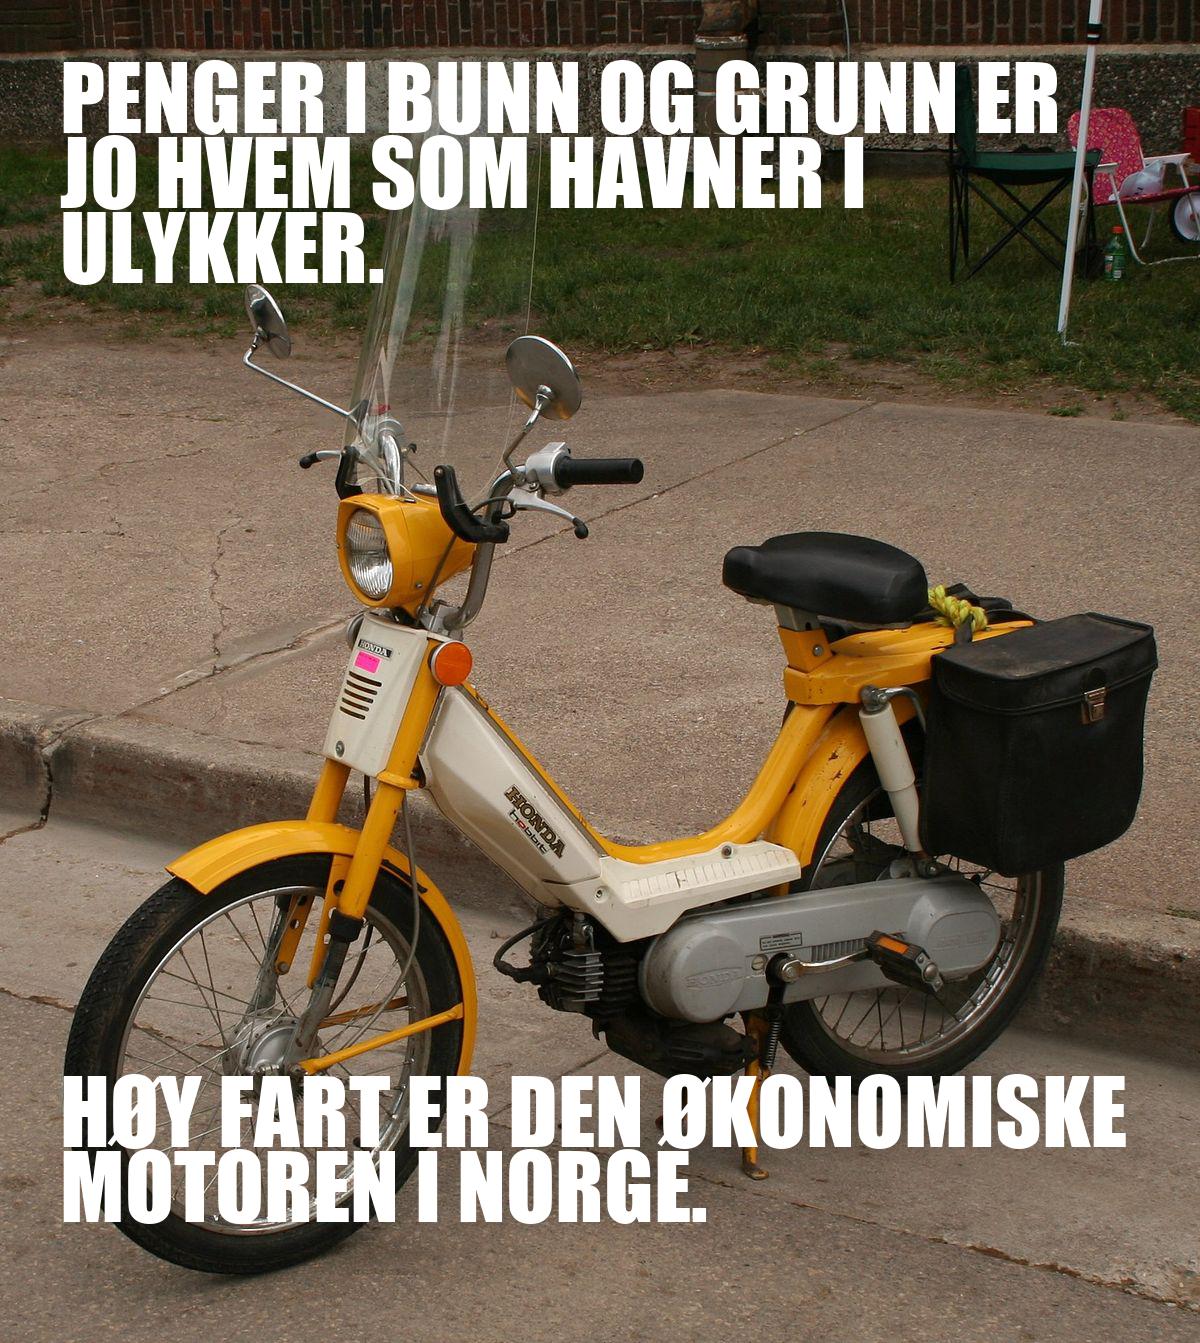 PENGER I BUNN OG GRUNN ER
JO HVEM SOM HAVNER I
ULYKKER.
HONDA
HONDA
hobbit
HONDA
HØY FART ER DEN ØKONOMISKE
MOTOREN I NORGE.